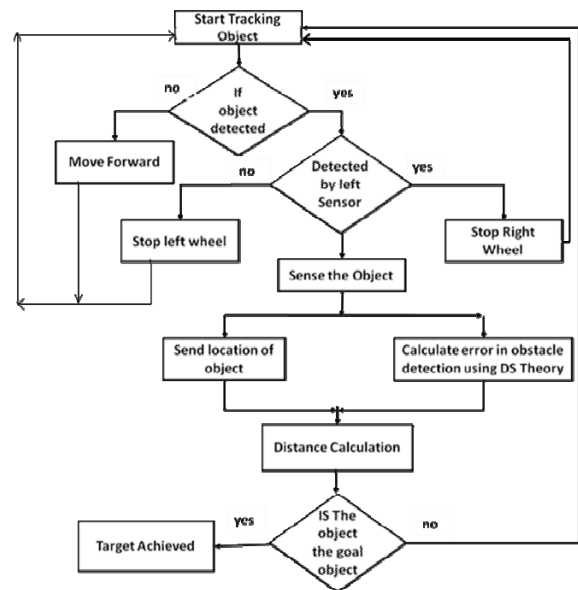 Start Tracking
Object
no
If
object
detected
yes
Move Forward
no
Detected
by left
Sensor
yes
Stop left wheel
Stop Right
Wheel
Sense the Object
Send location of
object
Calculate error in obstacle
detection using DS Theory
Distance Calculation
yes
IS The
object
the goal
object
no
Target Achieved